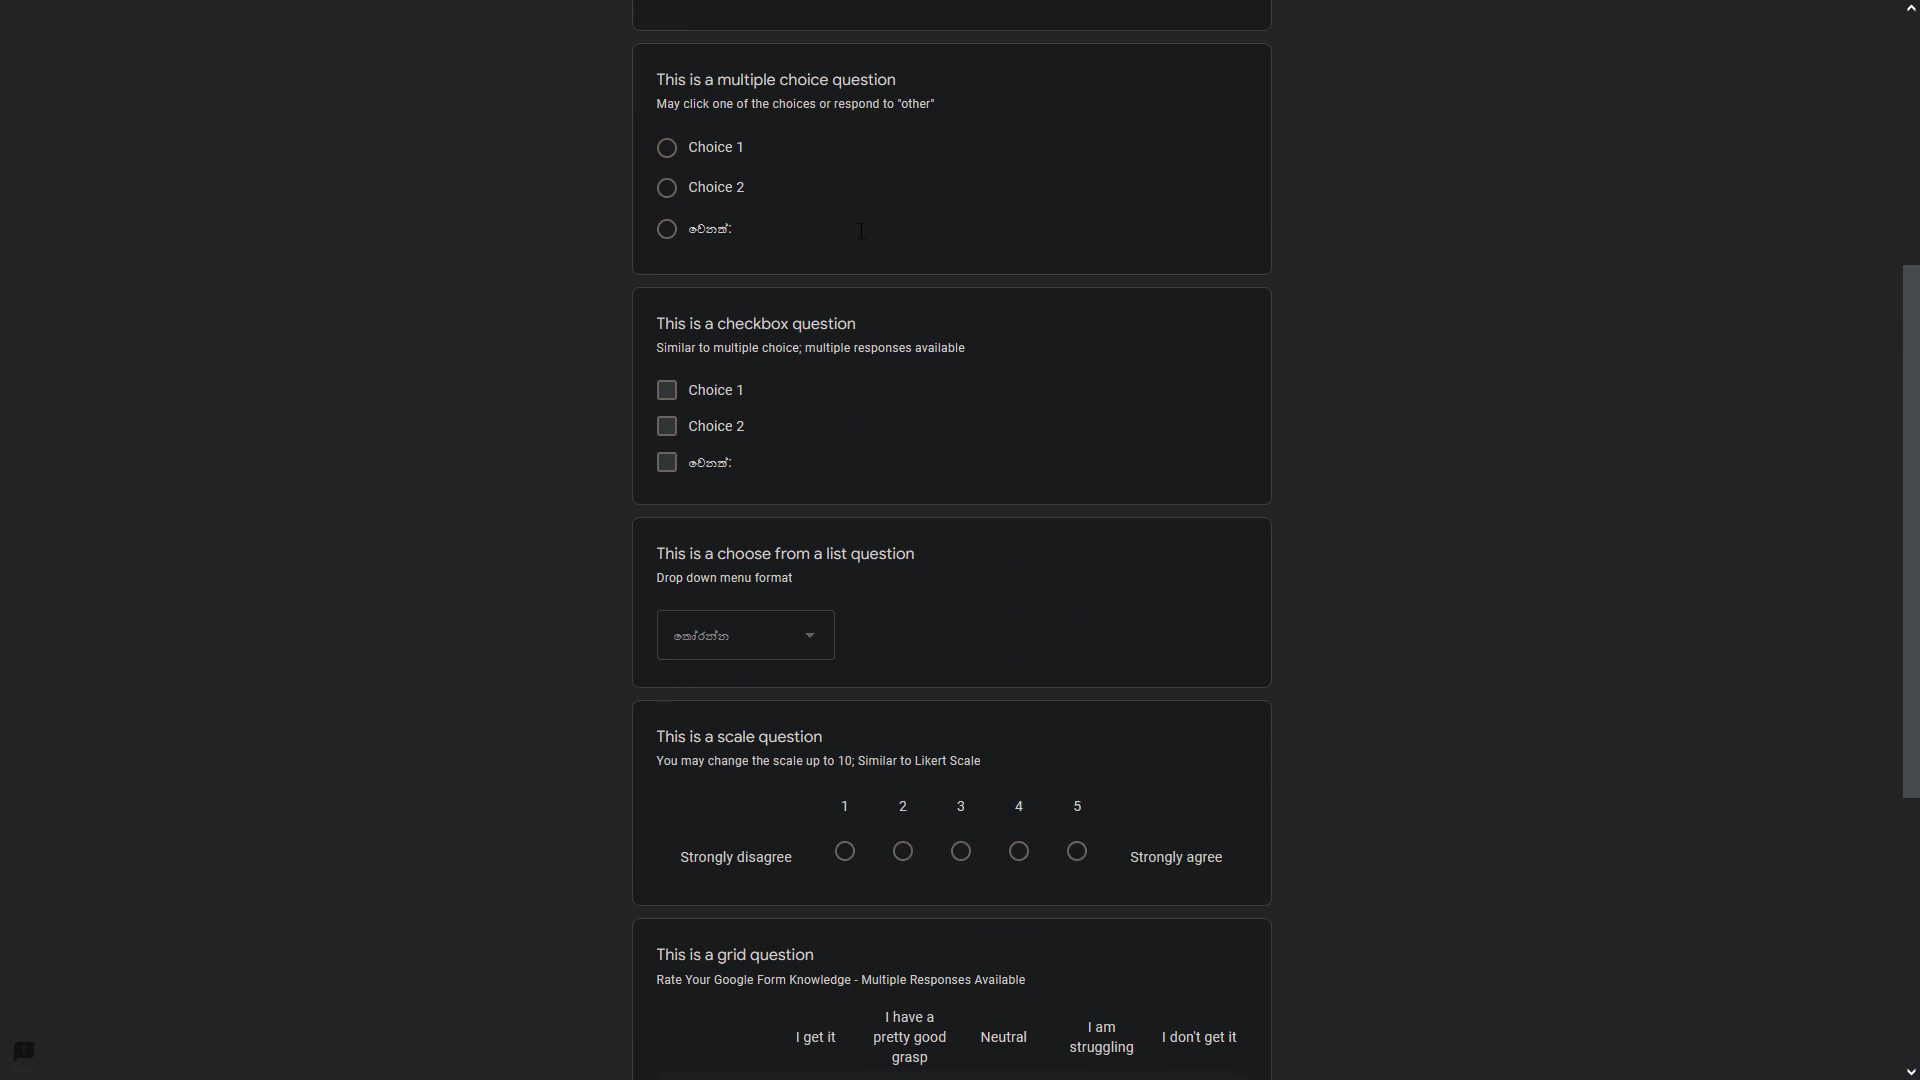 This is a multiple choice question
May click one of the choices or respond to "other"
Choice 1
Choice 2
වෙනත්:
This is a checkbox question
Similar to multiple choice; multiple responses available
Choice 1
Choice 2
වෙනත්:
This is a choose from a list question
Drop down menu format
තෝරන්න
This is a scale question
You may change the scale up to 10; Similar to Likert Scale
1 2 3 4 5
Strongly disagree Strongly agree
This is a grid question
Rate Your Google Form Knowledge - Multiple Responses Available
I get it
I have a
pretty good
grasp
Neutral
I am
struggling
I don't get it